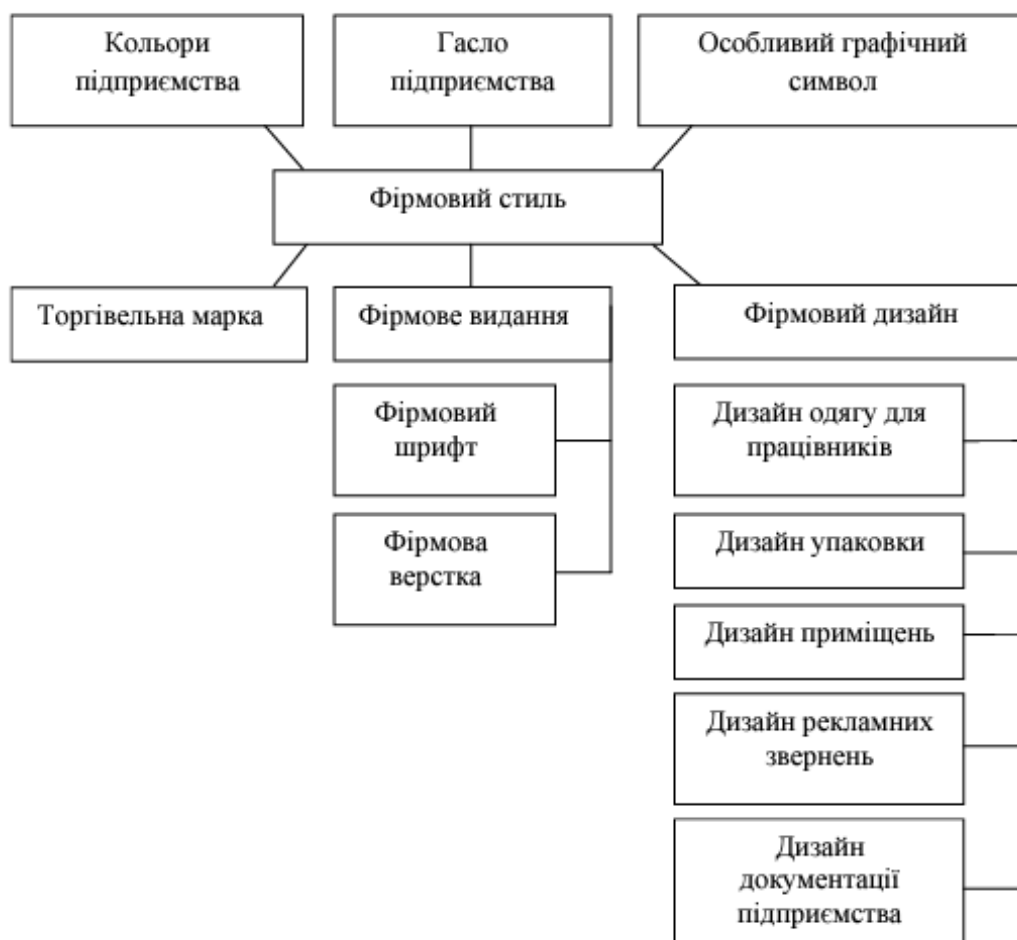 Кольори
підприємства
Гасло
підприємства
Особливий графічний
символ
Фірмовий стиль
Торгівельна марка
Фірмове видання
Фірмовий дизайн
Фірмовий
шрифт
Фірмова
верстка
Дизайн одягу для
працівників
Дизайн упаковки
Дизайн приміщень
Дизайн рекламних
звернень
Дизайн
документації
підприємства